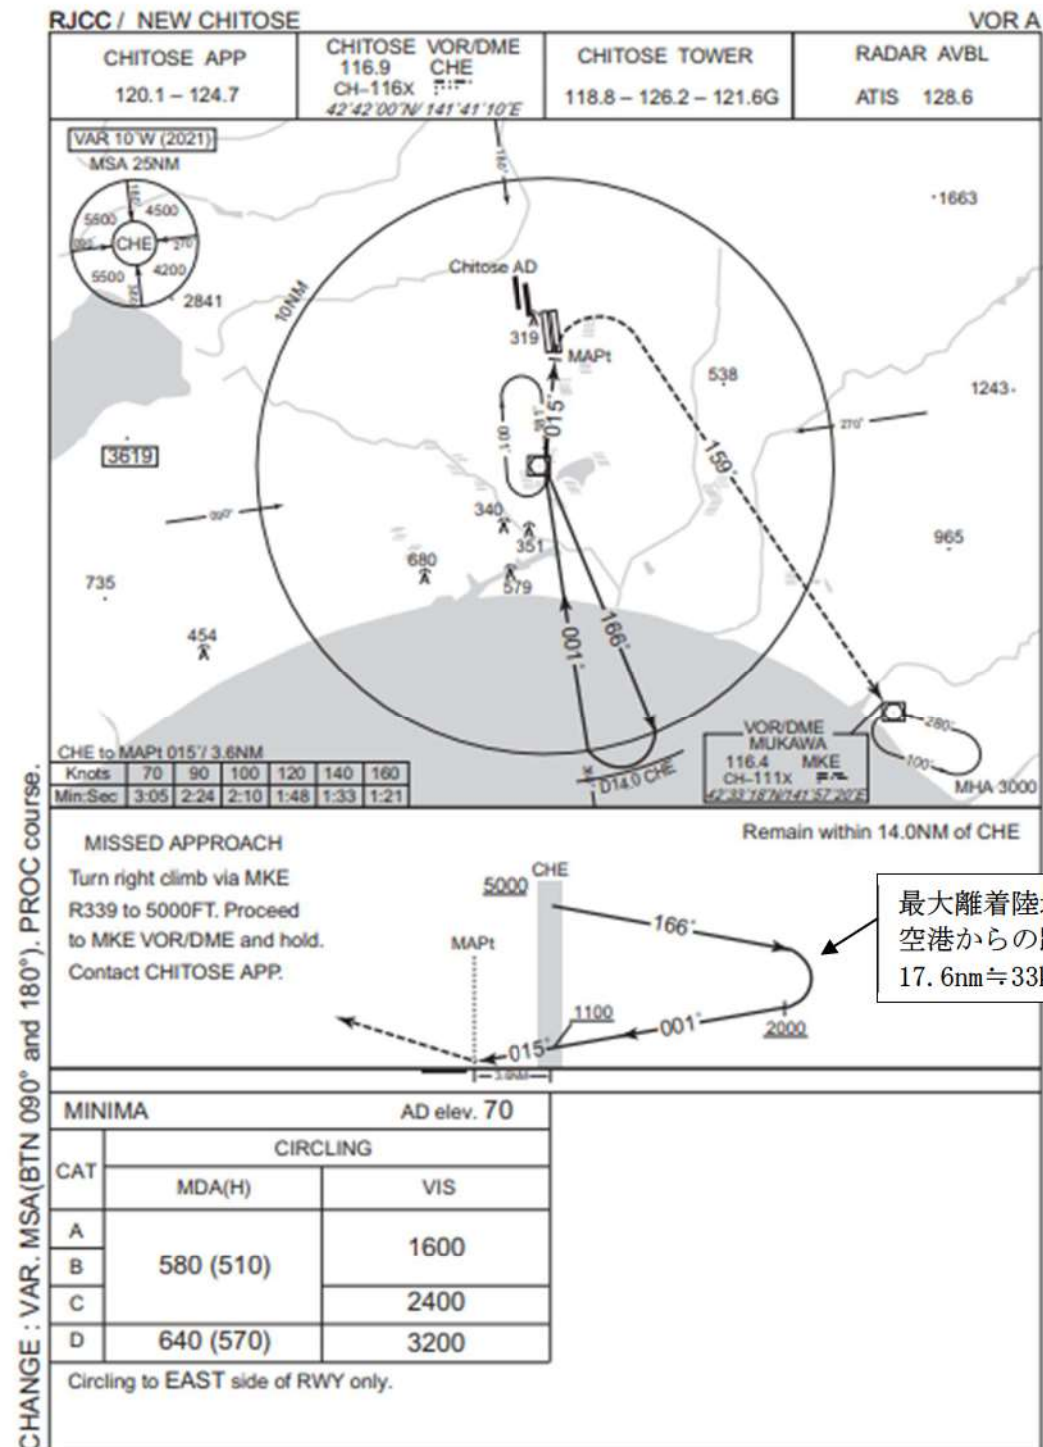 RJCC / NEW CHITOSE
VOR A
CHITOSE APP
120.1 – 124.7
CHITOSE VOR/DME
116.9 CHE
CH–116X
42°42'00"N/ 141°41'10"E
CHITOSE TOWER
118.8 – 126.2 – 121.6G
RADAR AVBL
ATIS 128.6
VAR 10°W (2021)
MSA 25NM
180°
5500
4500
090°
CHE
270°
5500
4200
2841
10NM
180°
1663
Chitose AD
319
MAPt
538
1243
015°
001°
270°
159°
3619
090°
340
351
680
579
965
735
454
166°
001°
D14.0 CHE
VOR/DME
MUKAWA
116.4 MKE
CH–111X
42°33'18"N/141°57'20"E
280°
100°
MHA 3000
CHE to MAPt 015°/ 3.6NM
Knots 70 90 100 120 140 160
Min:Sec 3:05 2:24 2:10 1:48 1:33 1:21
MISSED APPROACH
Turn right climb via MKE
R339 to 5000FT. Proceed
to MKE VOR/DME and hold.
Contact CHITOSE APP.
Remain within 14.0NM of CHE
5000
CHE
166°
MAPt
1100
001°
2000
015°
3.6NM
最大離着陸
空港からの
17.6nm≒33
MINIMA
AD elev. 70
CAT
CIRCLING
MDA(H)
VIS
A
B
580 (510)
1600
C
2400
D
640 (570)
3200
Circling to EAST side of RWY only.
CHANGE : VAR. MSA(BTN 090° and 180°). PROC course.